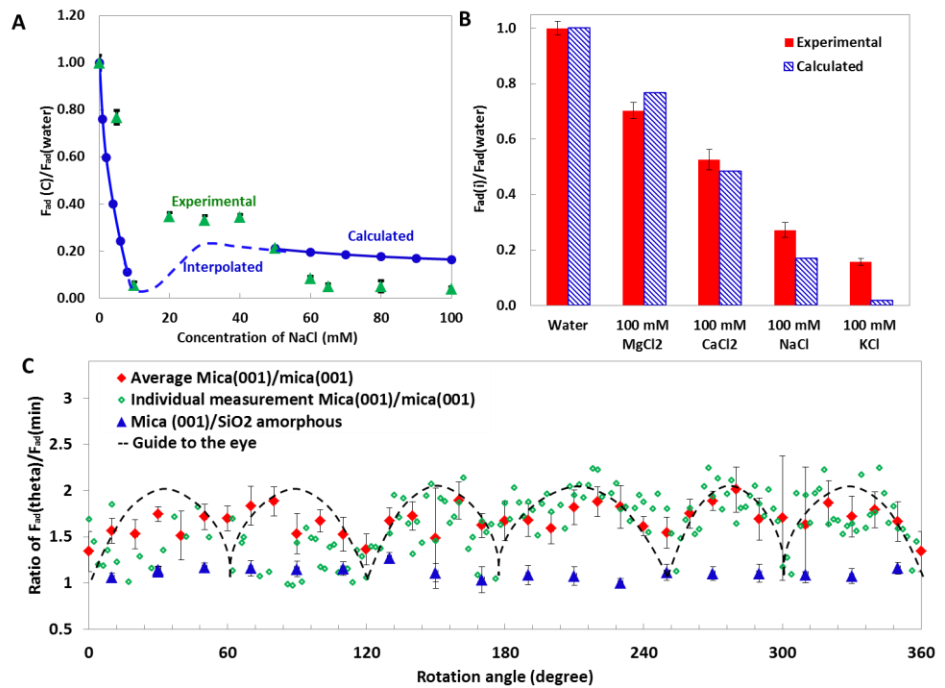 A
1.20
1.00
0.80
0.60
0.40
0.20
0.00
Fad (C)/Fad(water)
Experimental
Calculated
Interpolated
0
20
40
60
80
100
Concentration of NaCl (mM)
B
1.0
0.8
0.6
0.4
0.2
0.0
Fad(i)/Fad(water)
Experimental
Calculated
Water
100 mM
MgCl2
100 mM
CaCl2
100 mM
NaCl
100 mM
KCl
C
3
2.5
2
1.5
1
0.5
Ratio of Fad(theta)/Fad(min)
Average Mica(001)/mica(001)
Individual measurement Mica(001)/mica(001)
Mica (001)/SiO2 amorphous
Guide to the eye
0
60
120
180
240
300
360
Rotation angle (degree)